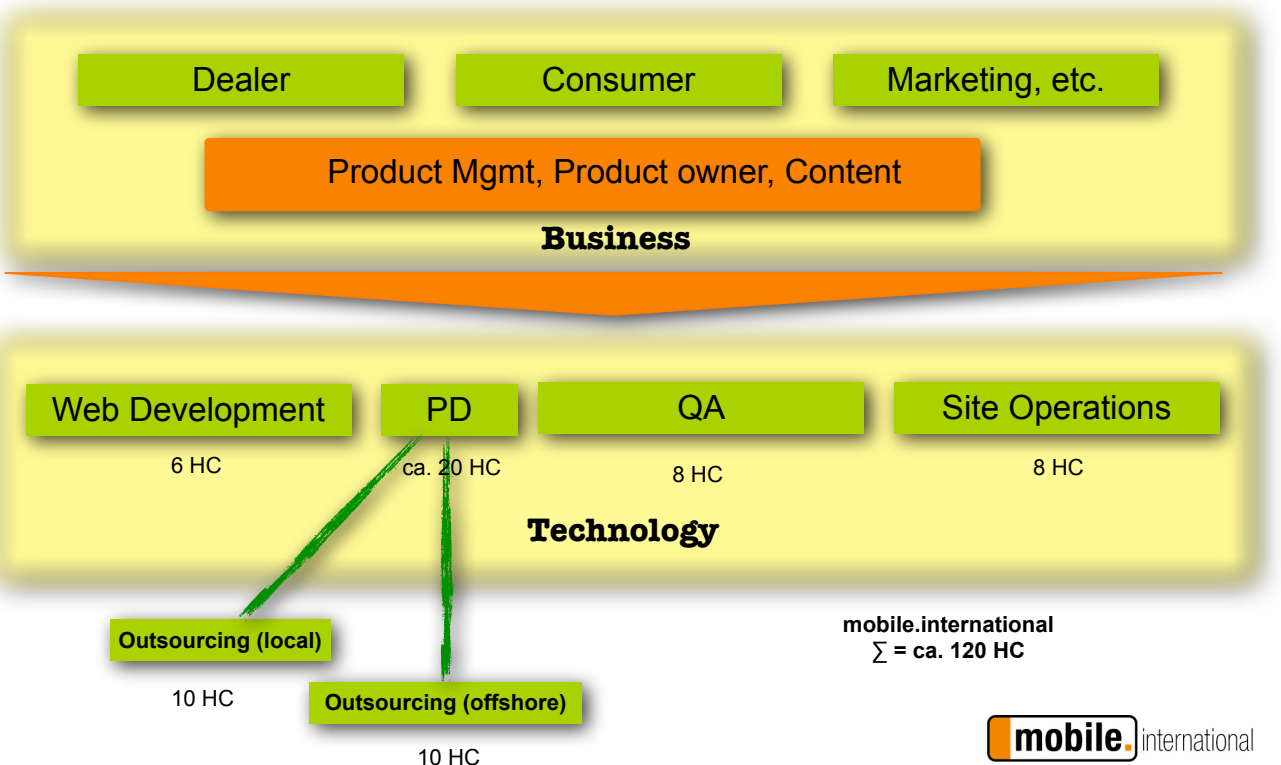 Dealer
Consumer
Marketing, etc.
Product Mgmt, Product owner, Content
Business
Web Development
PD
QA
Site Operations
6 HC
ca. 20 HC
8 HC
8 HC
Technology
Outsourcing (local)
10 HC
Outsourcing (offshore)
10 HC
mobile.international
∑ = ca. 120 HC
mobile.international